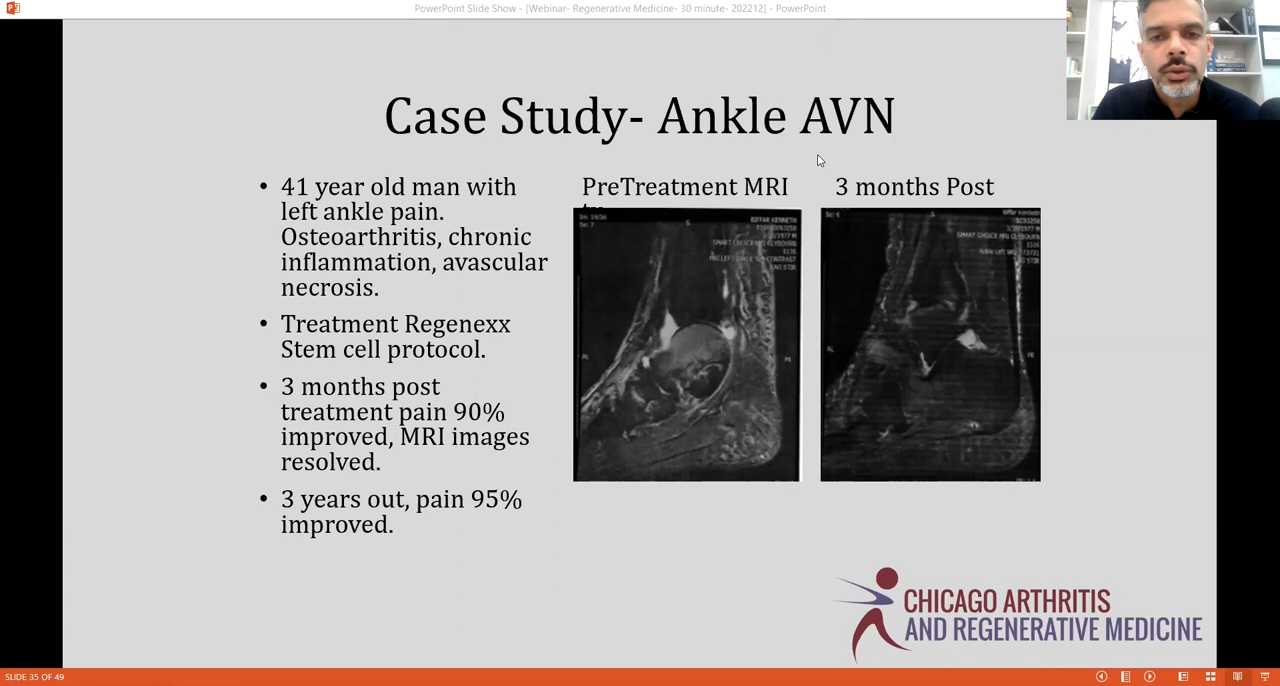 PowerPoint Slide Show - [Webinar- Regenerative Medicine- 30 minute- 202212] - PowerPoint
Case Study- Ankle AVN
• 41 year old man with
left ankle pain.
Osteoarthritis, chronic
inflammation, avascular
necrosis.
• Treatment Regenexx
Stem cell protocol.
• 3 months post
treatment pain 90%
improved, MRI images
resolved.
• 3 years out, pain 95%
improved.
PreTreatment MRI
3 months Post
CHICAGO ARTHRITIS
AND REGENERATIVE MEDICINE
SLIDE 35 OF 49